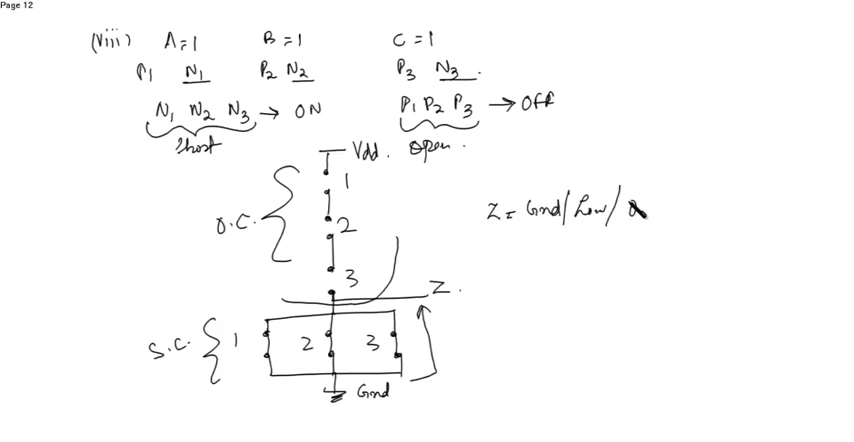 Page 12
(viii) A=1 B=1 C=1
P1 N1 P2 N2 P3 N3.
N1 N2 N3 → ON P1 P2 P3 → OFF
Short Open.
Vdd.
1
O.C. 2
Z = Gnd/Low/
3
Z.
S.C. 1 2 3
Gnd